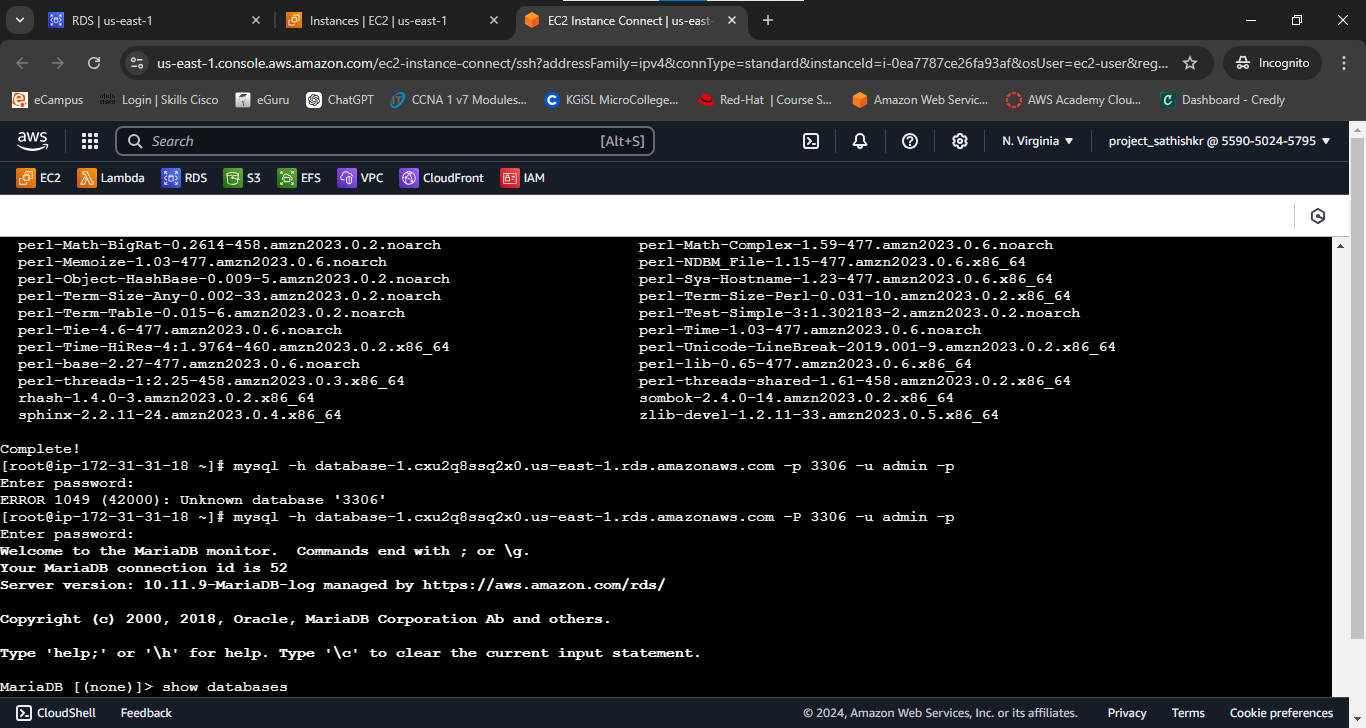 RDS | us-east-1
Instances | EC2 | us-east-1
EC2 Instance Connect | us-east-
us-east-1.console.aws.amazon.com/ec2-instance-connect/ssh?addressFamily=ipv4&connType=standard&instanceId=i-0ea7787ce26fa93af&osUser=ec2-user&reg...
Incognito
eCampus
Login | Skills Cisco
eGuru
ChatGPT
CCNA 1 v7 Modules...
KGiSL MicroCollege...
Red-Hat | Course S...
Amazon Web Servic...
AWS Academy Clou...
Dashboard - Credly
aws
Search
[Alt+S]
N. Virginia
project_sathishkr @ 5590-5024-5795
EC2
Lambda
RDS
S3
EFS
VPC
CloudFront
IAM
perl-Math-BigRat-0.2614-458.amzn2023.0.2.noarch perl-Math-Complex-1.59-477.amzn2023.0.6.noarch
perl-Memoize-1.03-477.amzn2023.0.6.noarch perl-NDBM_File-1.15-477.amzn2023.0.6.x86_64
perl-Object-HashBase-0.009-5.amzn2023.0.2.noarch perl-Sys-Hostname-1.23-477.amzn2023.0.6.x86_64
perl-Term-Size-Any-0.002-33.amzn2023.0.2.noarch perl-Term-Size-Perl-0.031-10.amzn2023.0.2.x86_64
perl-Term-Table-0.015-6.amzn2023.0.2.noarch perl-Test-Simple-3:1.302183-2.amzn2023.0.2.noarch
perl-Tie-4.6-477.amzn2023.0.6.noarch perl-Time-1.03-477.amzn2023.0.6.noarch
perl-Time-HiRes-4:1.9764-460.amzn2023.0.2.x86_64 perl-Unicode-LineBreak-2019.001-9.amzn2023.0.2.x86_64
perl-base-2.27-477.amzn2023.0.6.noarch perl-lib-0.65-477.amzn2023.0.6.x86_64
perl-threads-1:2.25-458.amzn2023.0.3.x86_64 perl-threads-shared-1.61-458.amzn2023.0.2.x86_64
rhash-1.4.0-3.amzn2023.0.2.x86_64 sombok-2.4.0-14.amzn2023.0.2.x86_64
sphinx-2.2.11-24.amzn2023.0.4.x86_64 zlib-devel-1.2.11-33.amzn2023.0.5.x86_64
Complete!
[root@ip-172-31-31-18 ~]# mysql -h database-1.cxu2q8ssq2x0.us-east-1.rds.amazonaws.com -p 3306 -u admin -p
Enter password:
ERROR 1049 (42000): Unknown database '3306'
[root@ip-172-31-31-18 ~]# mysql -h database-1.cxu2q8ssq2x0.us-east-1.rds.amazonaws.com -P 3306 -u admin -p
Enter password:
Welcome to the MariaDB monitor.  Commands end with ; or \g.
Your MariaDB connection id is 52
Server version: 10.11.9-MariaDB-log managed by https://aws.amazon.com/rds/
Copyright (c) 2000, 2018, Oracle, MariaDB Corporation Ab and others.
Type 'help;' or '\h' for help. Type '\c' to clear the current input statement.
MariaDB [(none)]> show databases
CloudShell
Feedback
© 2024, Amazon Web Services, Inc. or its affiliates.
Privacy
Terms
Cookie preferences